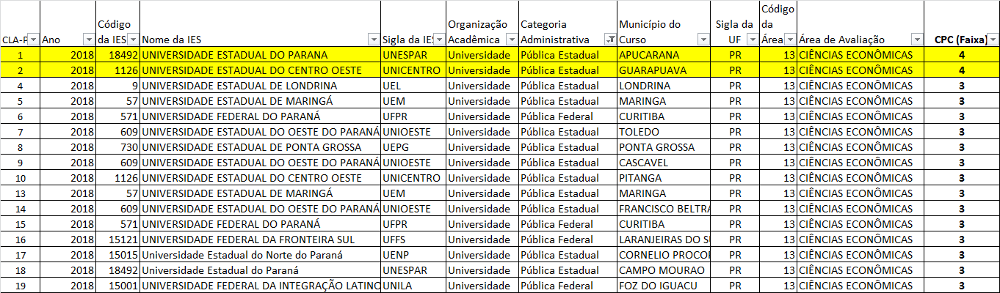 CLA-P Ano Código da IES Nome da IES Sigla da IES Organização Acadêmica Categoria Administrativa Município do Curso Sigla da UF Código da Área Área de Avaliação CPC (Faixa)
1 2018 18492 UNIVERSIDADE ESTADUAL DO PARANA UNESPAR Universidade Pública Estadual APUCARANA PR 13 CIÊNCIAS ECONÔMICAS 4
2 2018 1126 UNIVERSIDADE ESTADUAL DO CENTRO OESTE UNICENTRO Universidade Pública Estadual GUARAPUAVA PR 13 CIÊNCIAS ECONÔMICAS 4
4 2018 9 UNIVERSIDADE ESTADUAL DE LONDRINA UEL Universidade Pública Estadual LONDRINA PR 13 CIÊNCIAS ECONÔMICAS 3
5 2018 57 UNIVERSIDADE ESTADUAL DE MARINGÁ UEM Universidade Pública Estadual MARINGA PR 13 CIÊNCIAS ECONÔMICAS 3
6 2018 571 UNIVERSIDADE FEDERAL DO PARANÁ UFPR Universidade Pública Federal CURITIBA PR 13 CIÊNCIAS ECONÔMICAS 3
7 2018 609 UNIVERSIDADE ESTADUAL DO OESTE DO PARANÁ UNIOESTE Universidade Pública Estadual TOLEDO PR 13 CIÊNCIAS ECONÔMICAS 3
8 2018 730 UNIVERSIDADE ESTADUAL DE PONTA GROSSA UEPG Universidade Pública Estadual PONTA GROSSA PR 13 CIÊNCIAS ECONÔMICAS 3
9 2018 609 UNIVERSIDADE ESTADUAL DO OESTE DO PARANÁ UNIOESTE Universidade Pública Estadual CASCAVEL PR 13 CIÊNCIAS ECONÔMICAS 3
10 2018 1126 UNIVERSIDADE ESTADUAL DO CENTRO OESTE UNICENTRO Universidade Pública Estadual PITANGA PR 13 CIÊNCIAS ECONÔMICAS 3
13 2018 57 UNIVERSIDADE ESTADUAL DE MARINGÁ UEM Universidade Pública Estadual MARINGA PR 13 CIÊNCIAS ECONÔMICAS 3
14 2018 609 UNIVERSIDADE ESTADUAL DO OESTE DO PARANÁ UNIOESTE Universidade Pública Estadual FRANCISCO BELTRA PR 13 CIÊNCIAS ECONÔMICAS 3
15 2018 571 UNIVERSIDADE FEDERAL DO PARANÁ UFPR Universidade Pública Federal CURITIBA PR 13 CIÊNCIAS ECONÔMICAS 3
16 2018 15121 UNIVERSIDADE FEDERAL DA FRONTEIRA SUL UFFS Universidade Pública Federal LARANJEIRAS DO SU PR 13 CIÊNCIAS ECONÔMICAS 3
17 2018 15015 Universidade Estadual do Norte do Paraná UENP Universidade Pública Estadual CORNELIO PROCOP PR 13 CIÊNCIAS ECONÔMICAS 3
18 2018 18492 Universidade Estadual do Paraná UNESPAR Universidade Pública Estadual CAMPO MOURAO PR 13 CIÊNCIAS ECONÔMICAS 3
19 2018 15001 UNIVERSIDADE FEDERAL DA INTEGRAÇÃO LATINO UNILA Universidade Pública Federal FOZ DO IGUACU PR 13 CIÊNCIAS ECONÔMICAS 3